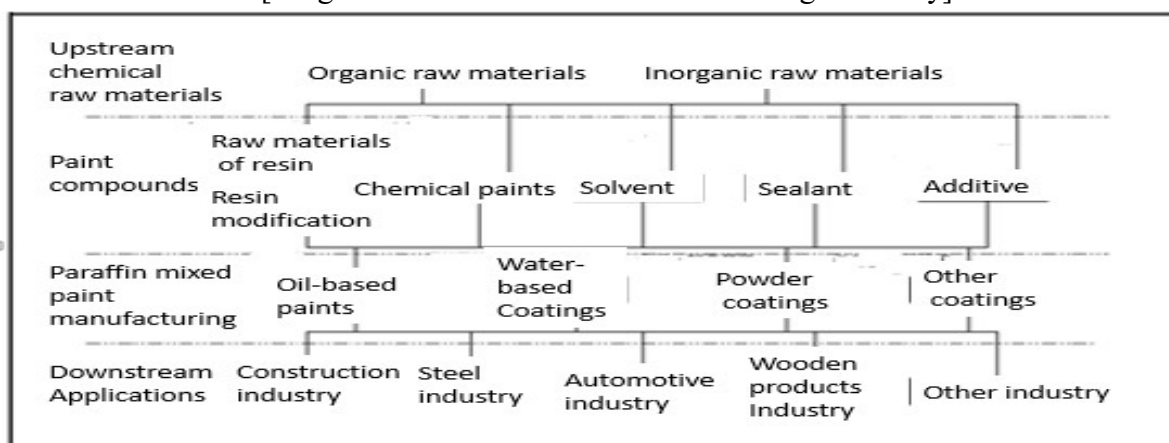 Upstream
chemical
raw materials
Organic raw materials
Inorganic raw materials
Paint
compounds
Raw materials
of resin
Resin
modification
Chemical paints
Solvent
Sealant
Additive
Paraffin mixed
paint
manufacturing
Oil-based
paints
Water-
based
Coatings
Powder
coatings
Other
coatings
Downstream
Applications
Construction
industry
Steel
industry
Automotive
industry
Wooden
products
Industry
Other industry